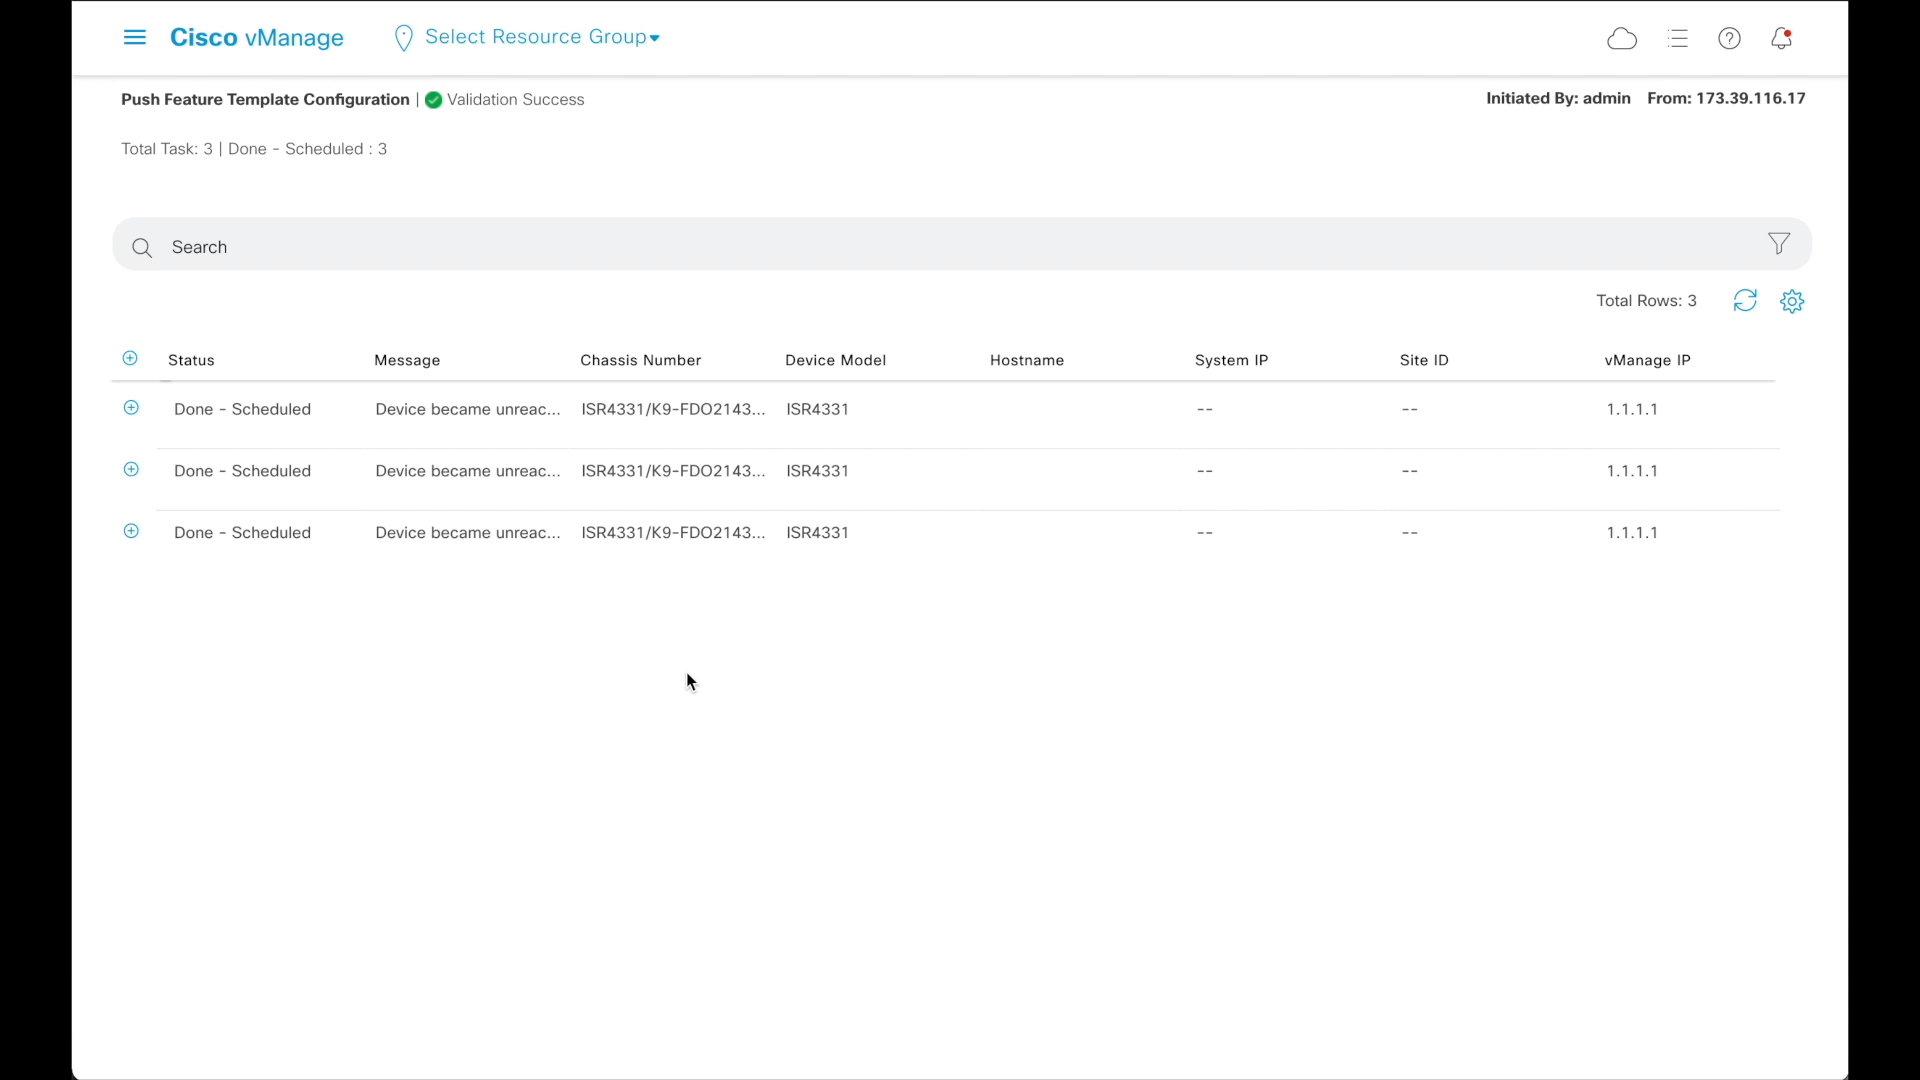 Cisco vManage Select Resource Group
Push Feature Template Configuration | Validation Success Initiated By: admin From: 173.39.116.17
Total Task: 3 | Done - Scheduled : 3
Search
Total Rows: 3
Status Message Chassis Number Device Model Hostname System IP Site ID vManage IP
Done - Scheduled Device became unreac... ISR4331/K9-FDO2143... ISR4331 -- -- 1.1.1.1
Done - Scheduled Device became unreac... ISR4331/K9-FDO2143... ISR4331 -- -- 1.1.1.1
Done - Scheduled Device became unreac... ISR4331/K9-FDO2143... ISR4331 -- -- 1.1.1.1